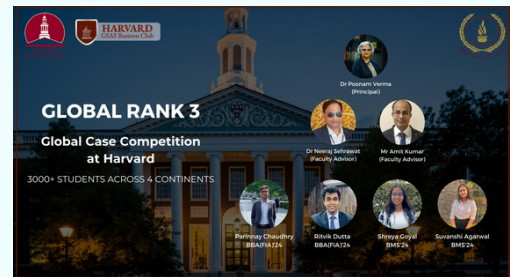 HARVARD
GSAS Business Club
Dr Poonam Verma
(Principal)
GLOBAL RANK 3
Global Case Competition
at Harvard
3000+ STUDENTS ACROSS 4 CONTINENTS
Dr Neeraj Sehrawat
(Faculty Advisor)
Mr Amit Kumar
(Faculty Advisor)
Parinnay Chaudhry
BBA(FIA)'24
Ritvik Dutta
BBA(FIA)'24
Shreya Goyal
BMS'24
Suvanshi Agarwal
BMS'24